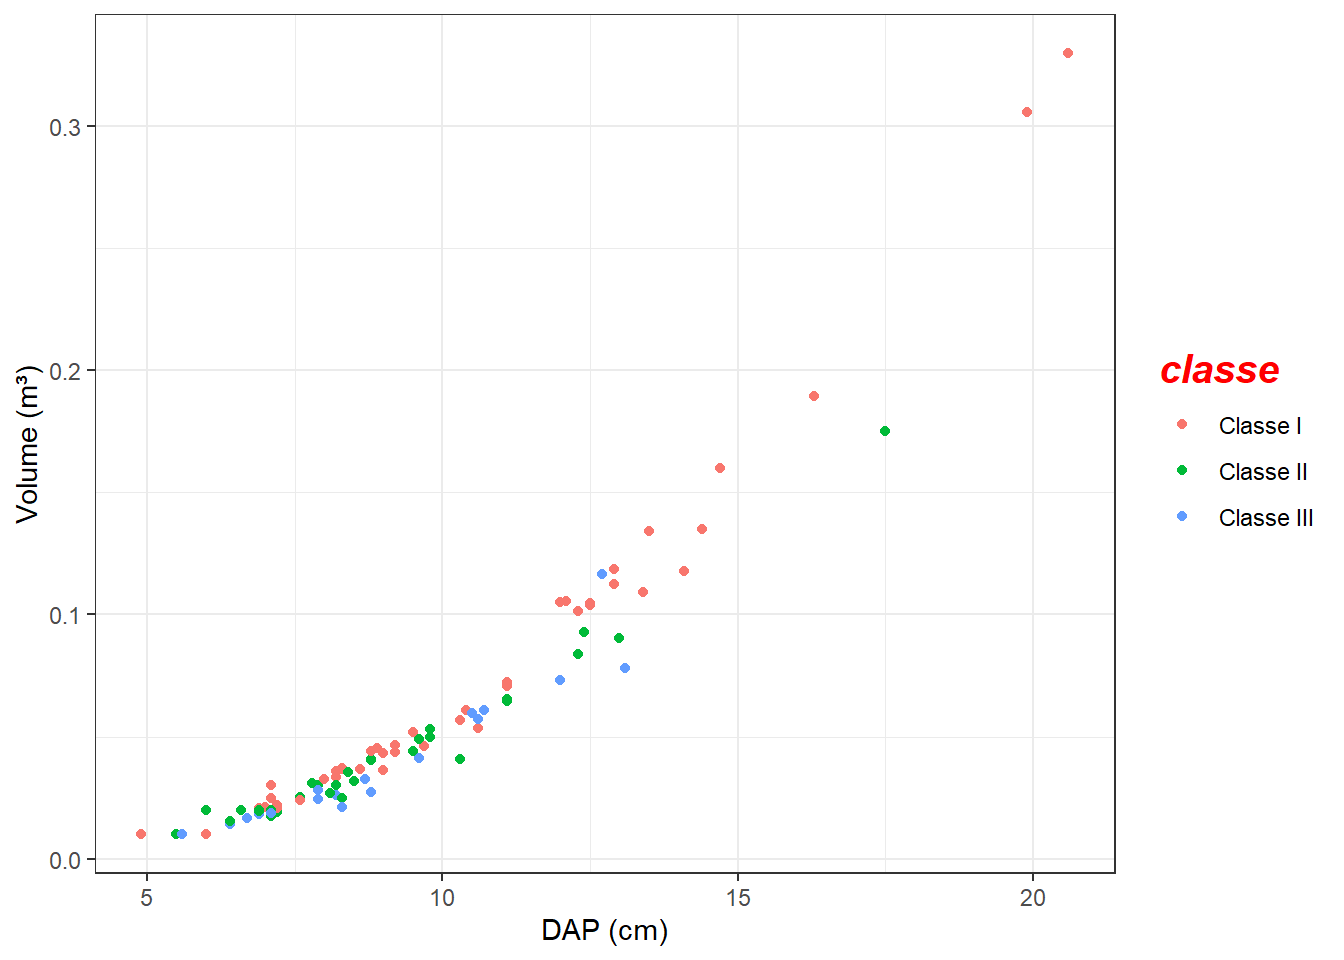 0.3
0.2
0.1
0.0
Volume (m³)
5
10
15
20
DAP (cm)
classe
Classe I
Classe II
Classe III